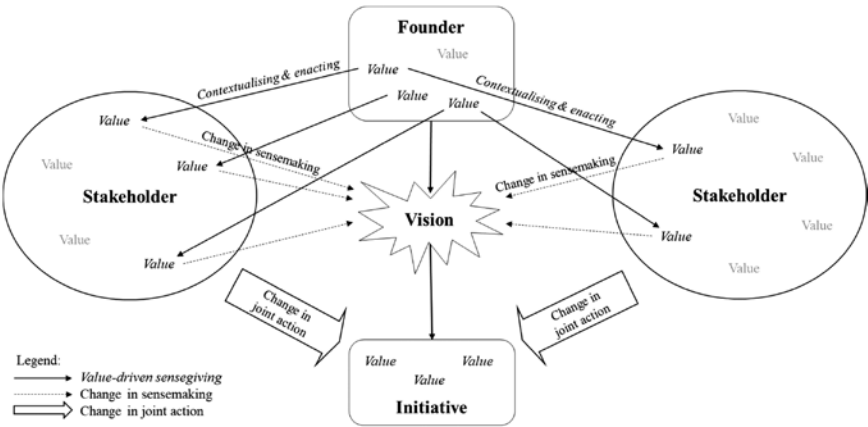 Founder
Value
Value
Value
Value
Contextualising & enacting
Contextualising & enacting
Value
Value
Value
Stakeholder
Value
Value
Change in sensemaking
Value
Value
Value
Change in sensemaking
Stakeholder
Value
Value
Value
Vision
Change in
joint action
Change in
joint action
Value
Value
Value
Initiative
Legend:
Value-driven sensegiving
Change in sensemaking
Change in joint action